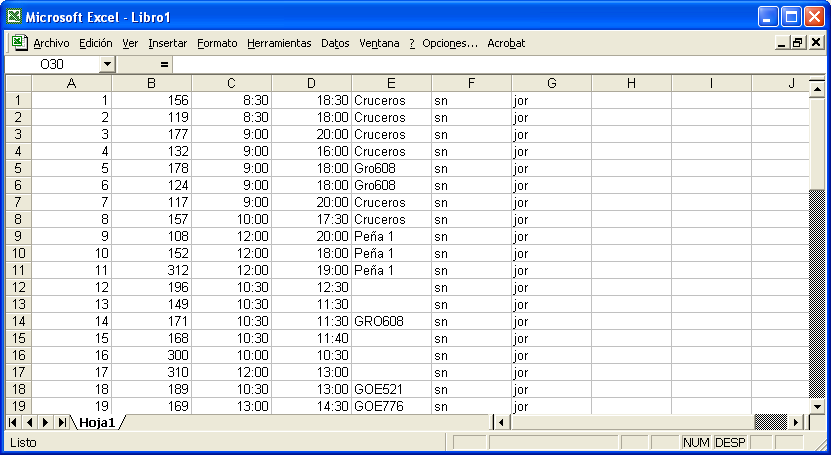 Microsoft Excel - Libro1
Archivo Edición Ver Insertar Formato Herramientas Datos Ventana ? Opciones... Acrobat
O30 =
A B C D E F G H I J
1 1 156 8:30 18:30 Cruceros sn jor
2 2 119 8:30 18:00 Cruceros sn jor
3 3 177 9:00 20:00 Cruceros sn jor
4 4 132 9:00 16:00 Cruceros sn jor
5 5 178 9:00 18:00 Gro608 sn jor
6 6 124 9:00 18:00 Gro608 sn jor
7 7 117 9:00 20:00 Cruceros sn jor
8 8 157 10:00 17:30 Cruceros sn jor
9 9 108 12:00 20:00 Peña 1 sn jor
10 10 152 12:00 18:00 Peña 1 sn jor
11 11 312 12:00 19:00 Peña 1 sn jor
12 12 196 10:30 12:30 sn jor
13 13 149 10:30 11:30 sn jor
14 14 171 10:30 11:30 GRO608 sn jor
15 15 168 10:30 11:40 sn jor
16 16 300 10:00 10:30 sn jor
17 17 310 12:00 13:00 sn jor
18 18 189 10:30 13:00 GOE521 sn jor
19 19 169 13:00 14:30 GOE776 sn jor
Hoja1
Listo NUM DESP